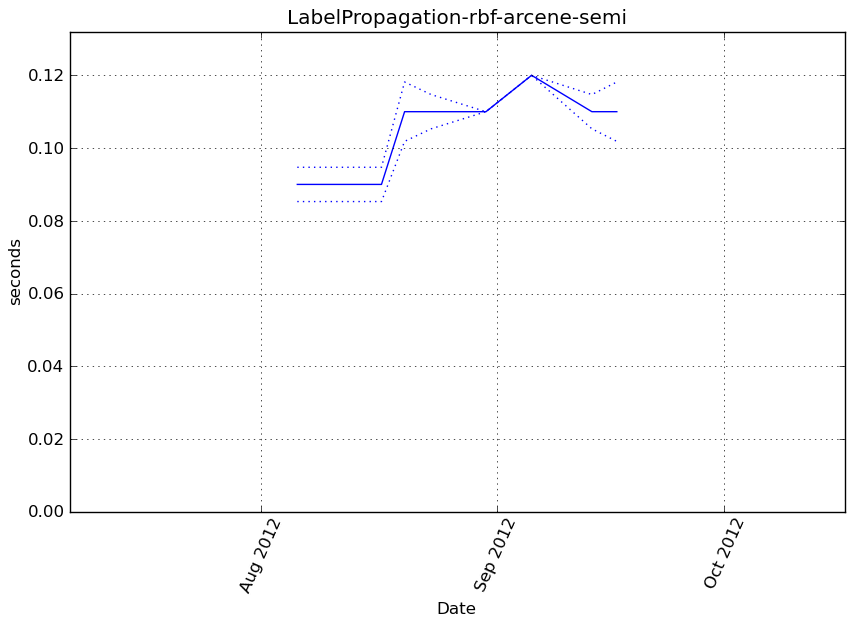 LabelPropagation-rbf-arcene-semi
0.12
0.10
0.08
0.06
0.04
0.02
0.00
seconds
Aug 2012
Sep 2012
Oct 2012
Date